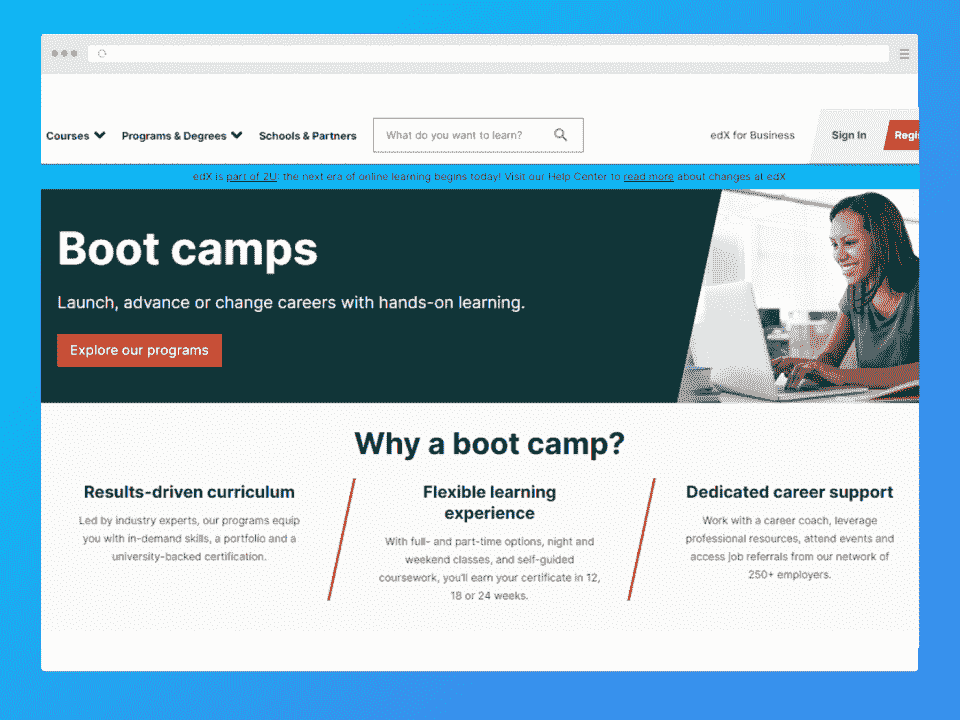 Courses Programs & Degrees Schools & Partners What do you want to learn? edX for Business Sign In Regis
edX is part of 2U: the next era of online learning begins today! Visit our Help Center to read more about changes at edX
Boot camps
Launch, advance or change careers with hands-on learning.
Explore our programs
Why a boot camp?
Results-driven curriculum
Led by industry experts, our programs equip
you with in-demand skills, a portfolio and a
university-backed certification.
Flexible learning
experience
With full- and part-time options, night and
weekend classes, and self-guided
coursework, you'll earn your certificate in 12,
18 or 24 weeks.
Dedicated career support
Work with a career coach, leverage
professional resources, attend events and
access job referrals from our network of
250+ employers.